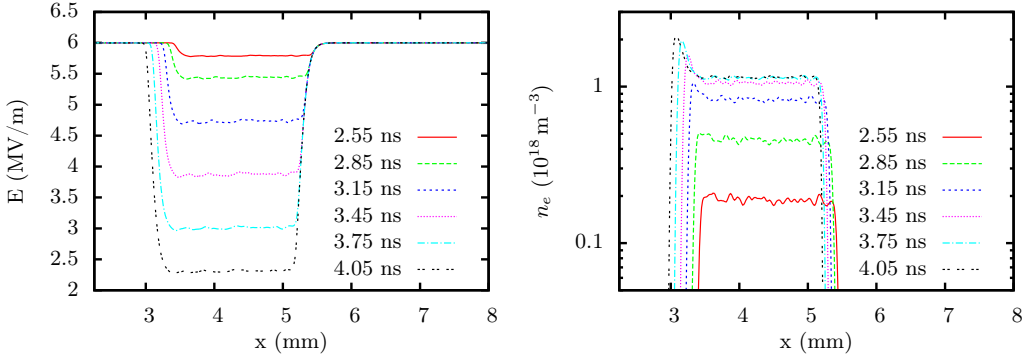 6.5
6
5.5
5
4.5
4
3.5
3
2.5
2
3 4 5 6 7 8
E (MV/m)
x (mm)
2.55 ns
2.85 ns
3.15 ns
3.45 ns
3.75 ns
4.05 ns
1
0.1
3 4 5 6 7 8
n_e (10^18 m^−3)
x (mm)
2.55 ns
2.85 ns
3.15 ns
3.45 ns
3.75 ns
4.05 ns